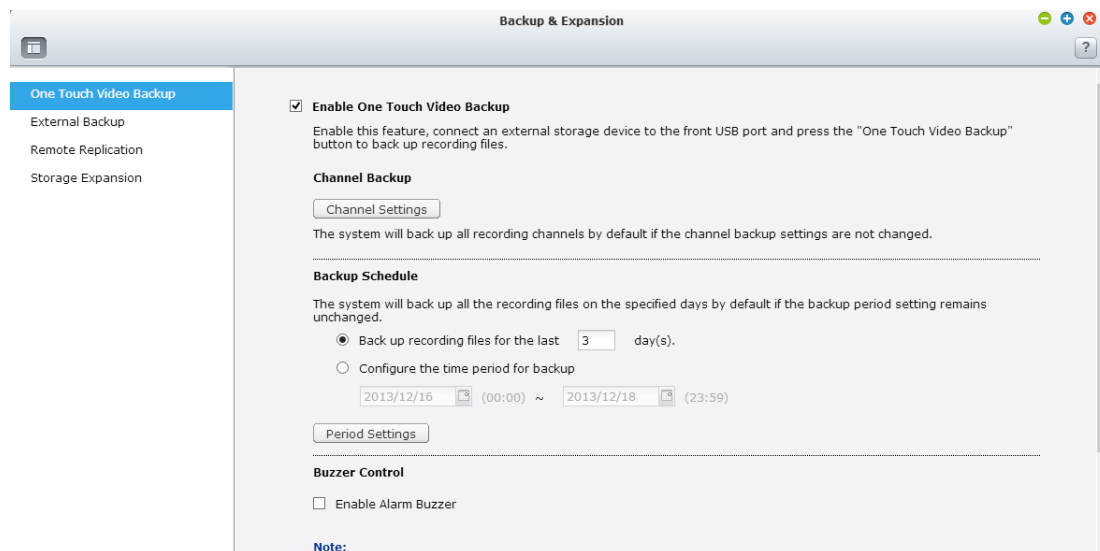 Backup & Expansion
?
One Touch Video Backup
External Backup
Remote Replication
Storage Expansion
Enable One Touch Video Backup
Enable this feature, connect an external storage device to the front USB port and press the "One Touch Video Backup"
button to back up recording files.
Channel Backup
Channel Settings
The system will back up all recording channels by default if the channel backup settings are not changed.
Backup Schedule
The system will back up all the recording files on the specified days by default if the backup period setting remains
unchanged.
Back up recording files for the last 3 day(s).
Configure the time period for backup
2013/12/16 (00:00) ~ 2013/12/18 (23:59)
Period Settings
Buzzer Control
Enable Alarm Buzzer
Note: